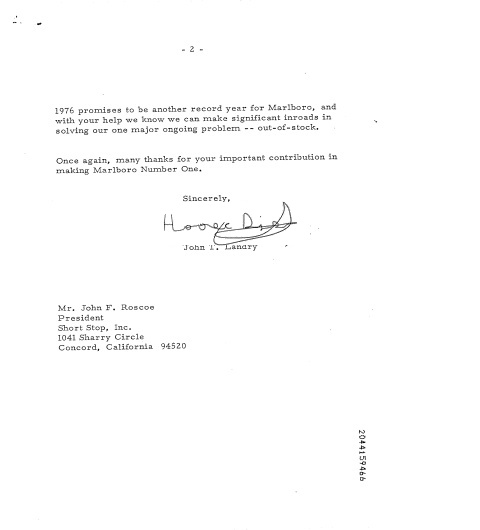 - 2 -
1976 promises to be another record year for Marlboro, and
with your help we know we can make significant inroads in
solving our one major ongoing problem -- out-of-stock.
Once again, many thanks for your important contribution in
making Marlboro Number One.
Sincerely,
John T. Landry
Mr. John F. Roscoe
President
Short Stop, Inc.
1041 Sharry Circle
Concord, California 94520
2044159466